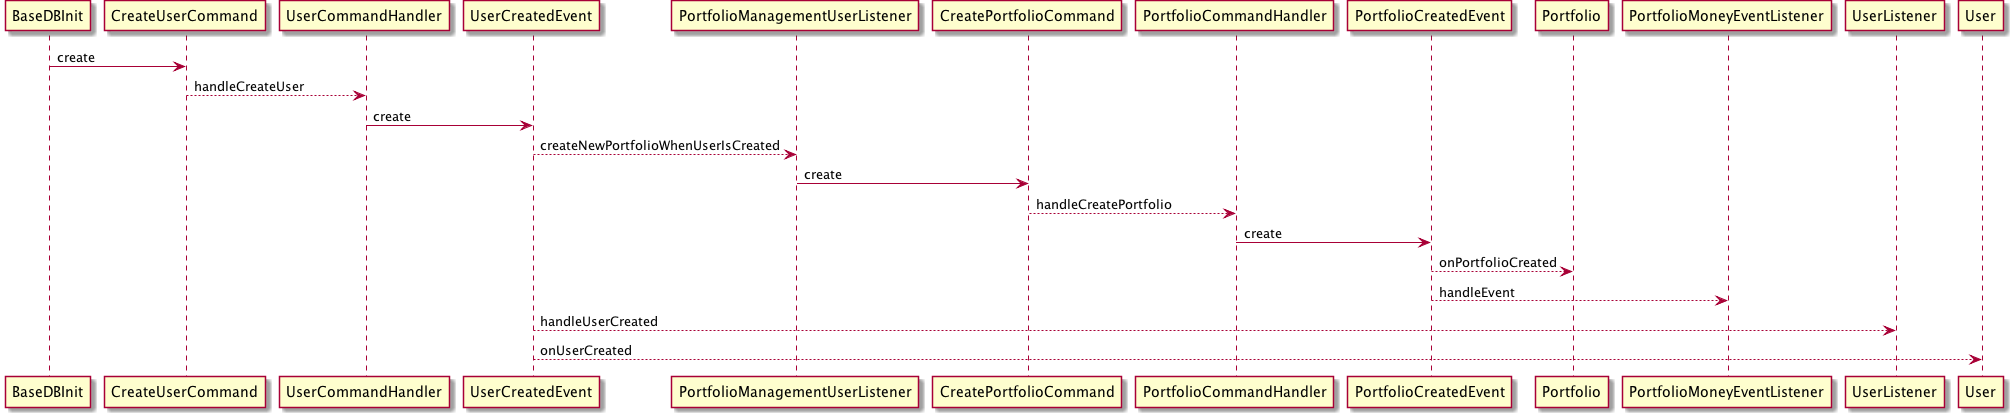 BaseDBInit CreateUserCommand UserCommandHandler UserCreatedEvent PortfolioManagementUserListener CreatePortfolioCommand PortfolioCommandHandler PortfolioCreatedEvent Portfolio PortfolioMoneyEventListener UserListener User
create
handleCreateUser
create
createNewPortfolioWhenUserIsCreated
create
handleCreatePortfolio
create
onPortfolioCreated
handleEvent
handleUserCreated
onUserCreated
BaseDBInit CreateUserCommand UserCommandHandler UserCreatedEvent PortfolioManagementUserListener CreatePortfolioCommand PortfolioCommandHandler PortfolioCreatedEvent Portfolio PortfolioMoneyEventListener UserListener User